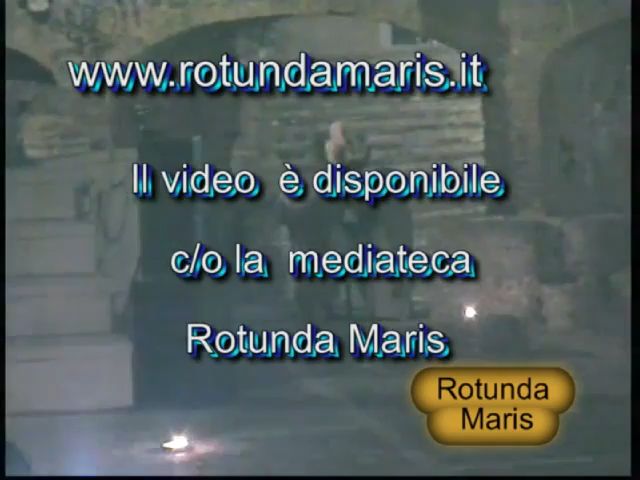 www.rotundamaris.it
Il video è disponibile
c/o la mediateca
Rotunda Maris
Rotunda
Maris